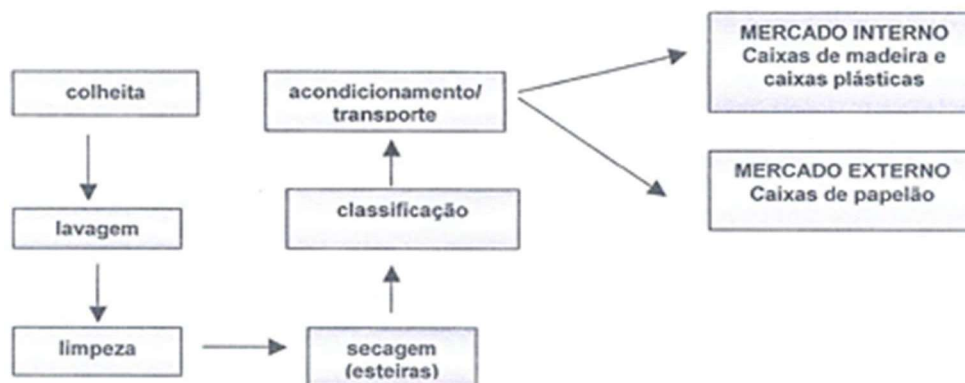 colheita
lavagem
limpeza
secagem
(esteiras)
classificação
acondicionamento/
transporte
MERCADO INTERNO
Caixas de madeira e
caixas plásticas
MERCADO EXTERNO
Caixas de papelão